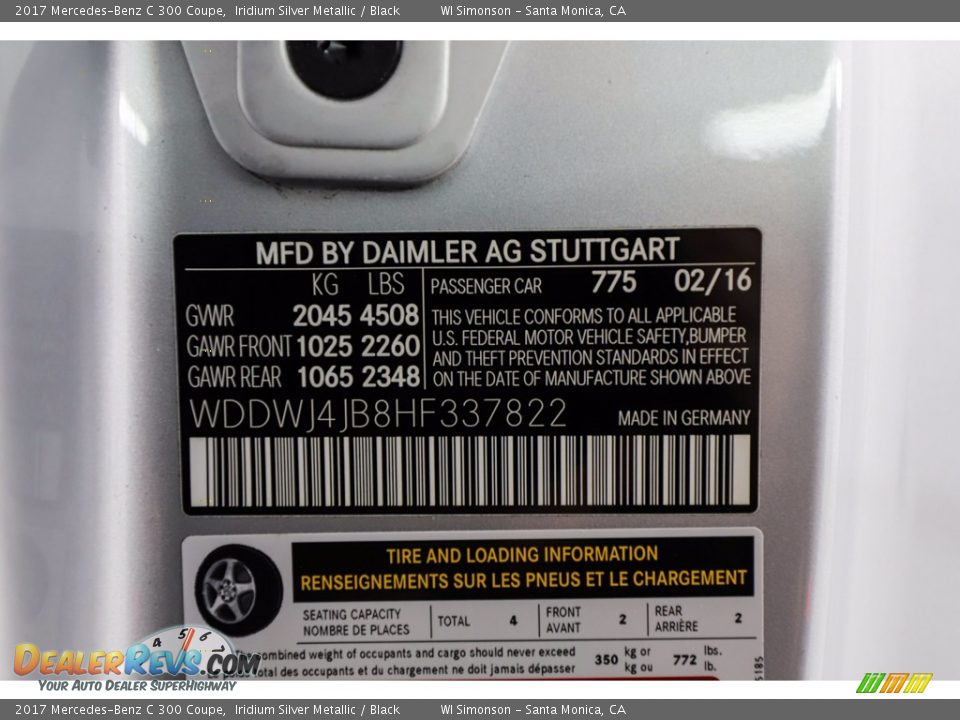 2017 Mercedes-Benz C 300 Coupe, Iridium Silver Metallic / Black WI Simonson - Santa Monica, CA
MFD BY DAIMLER AG STUTTGART
KG LBS
GVWR 2045 4508
GAWR FRONT 1025 2260
GAWR REAR 1065 2348
PASSENGER CAR 775 02/16
THIS VEHICLE CONFORMS TO ALL APPLICABLE
U.S. FEDERAL MOTOR VEHICLE SAFETY,BUMPER
AND THEFT PREVENTION STANDARDS IN EFFECT
ON THE DATE OF MANUFACTURE SHOWN ABOVE
WDDWJ4JB8HF337822 MADE IN GERMANY
TIRE AND LOADING INFORMATION
RENSEIGNEMENTS SUR LES PNEUS ET LE CHARGEMENT
SEATING CAPACITY
NOMBRE DE PLACES
TOTAL 4
FRONT
AVANT
2
REAR
ARRIÈRE
2
combined weight of occupants and cargo should never exceed
total des occupants et du chargement ne doit jamais dépasser
350 kg or
kg ou
772 lbs.
lb.
4 5 6
DEALERREVS.COM
YOUR AUTO DEALER SUPERHIGHWAY
2017 Mercedes-Benz C 300 Coupe, Iridium Silver Metallic / Black WI Simonson - Santa Monica, CA